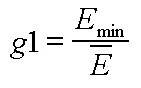 g1 = E_min / E̅